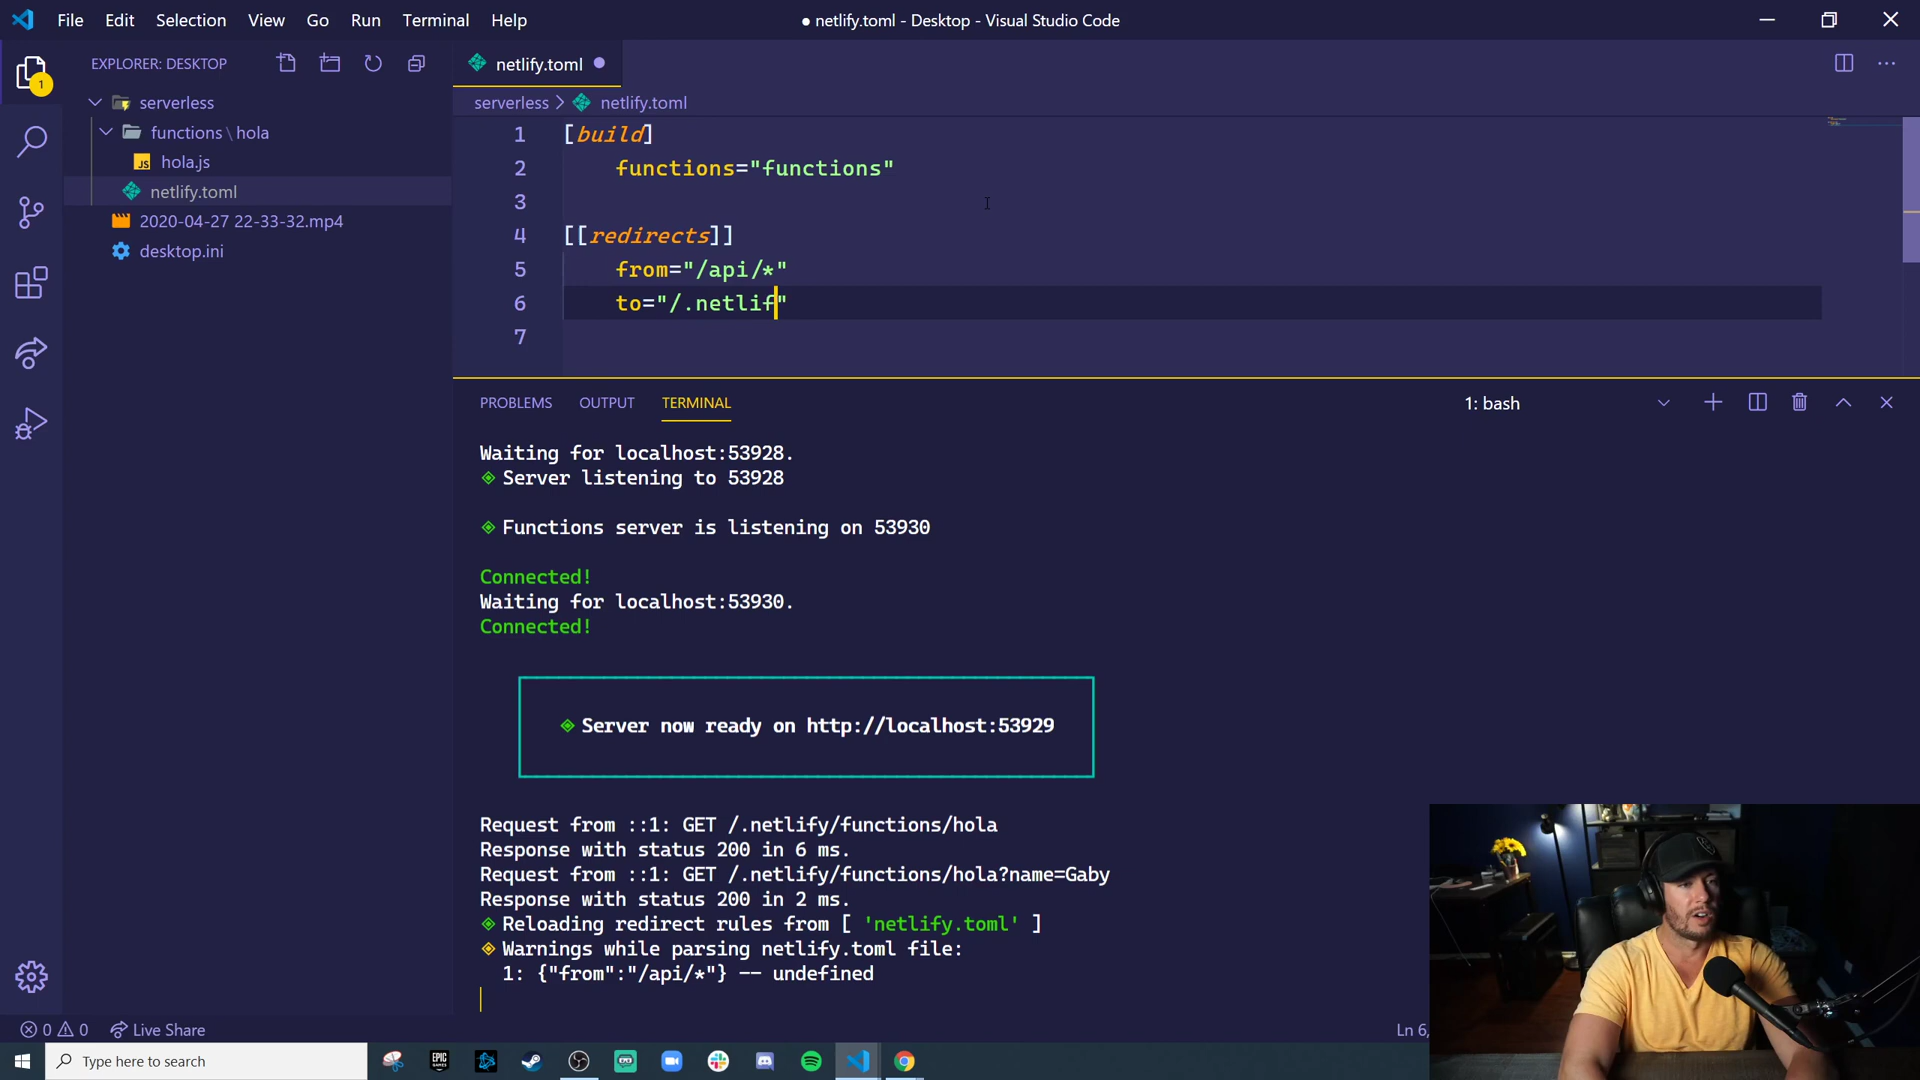 File Edit Selection View Go Run Terminal Help
● netlify.toml - Desktop - Visual Studio Code
EXPLORER: DESKTOP
1
serverless
functions \ hola
JS hola.js
netlify.toml
2020-04-27 22-33-32.mp4
desktop.ini
netlify.toml
serverless > netlify.toml
1 [build]
2 functions="functions"
3
4 [[redirects]]
5 from="/api/*"
6 to="/.netlif"
7
PROBLEMS OUTPUT TERMINAL
1: bash
Waiting for localhost:53928.
Server listening to 53928
Functions server is listening on 53930
Connected!
Waiting for localhost:53930.
Connected!
Server now ready on http://localhost:53929
Request from ::1: GET /.netlify/functions/hola
Response with status 200 in 6 ms.
Request from ::1: GET /.netlify/functions/hola?name=Gaby
Response with status 200 in 2 ms.
Reloading redirect rules from [ 'netlify.toml' ]
Warnings while parsing netlify.toml file:
1: {"from":"/api/*"} -- undefined
0 0 Live Share
Ln 6,
Type here to search
EPIC GAMES